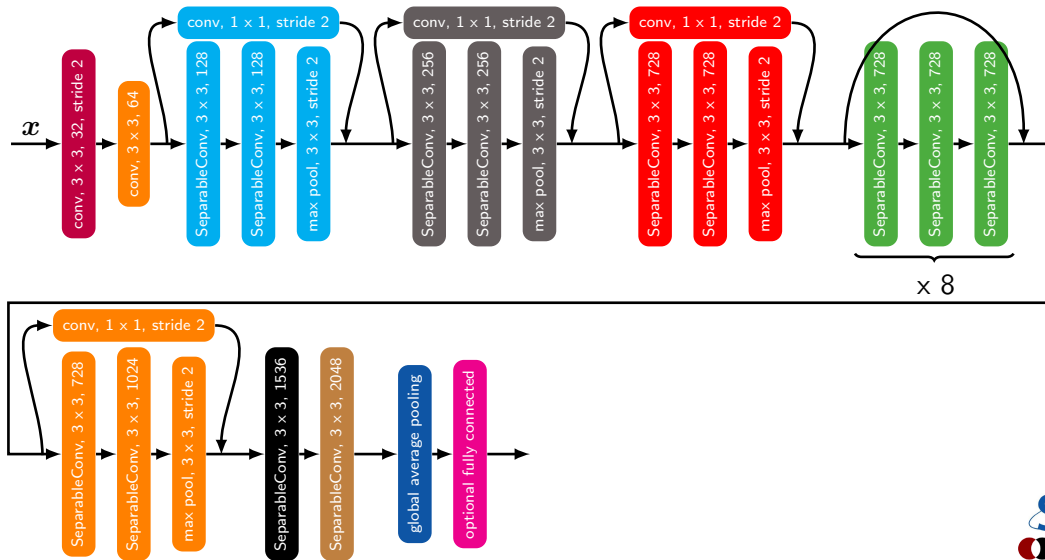 x
conv, 3 x 3, 32, stride 2
conv, 3 x 3, 64
conv, 1 x 1, stride 2
SeparableConv, 3 x 3, 128
SeparableConv, 3 x 3, 128
max pool, 3 x 3, stride 2
conv, 1 x 1, stride 2
SeparableConv, 3 x 3, 256
SeparableConv, 3 x 3, 256
max pool, 3 x 3, stride 2
conv, 1 x 1, stride 2
SeparableConv, 3 x 3, 728
SeparableConv, 3 x 3, 728
max pool, 3 x 3, stride 2
SeparableConv, 3 x 3, 728
SeparableConv, 3 x 3, 728
SeparableConv, 3 x 3, 728
x 8
conv, 1 x 1, stride 2
SeparableConv, 3 x 3, 728
SeparableConv, 3 x 3, 1024
max pool, 3 x 3, stride 2
SeparableConv, 3 x 3, 1536
SeparableConv, 3 x 3, 2048
global average pooling
optional fully connected